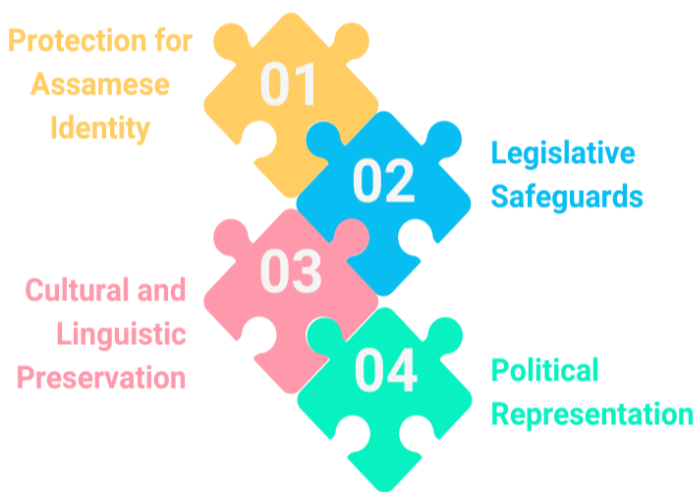 01
Protection for
Assamese
Identity
02
Legislative
Safeguards
03
Cultural and
Linguistic
Preservation
04
Political
Representation